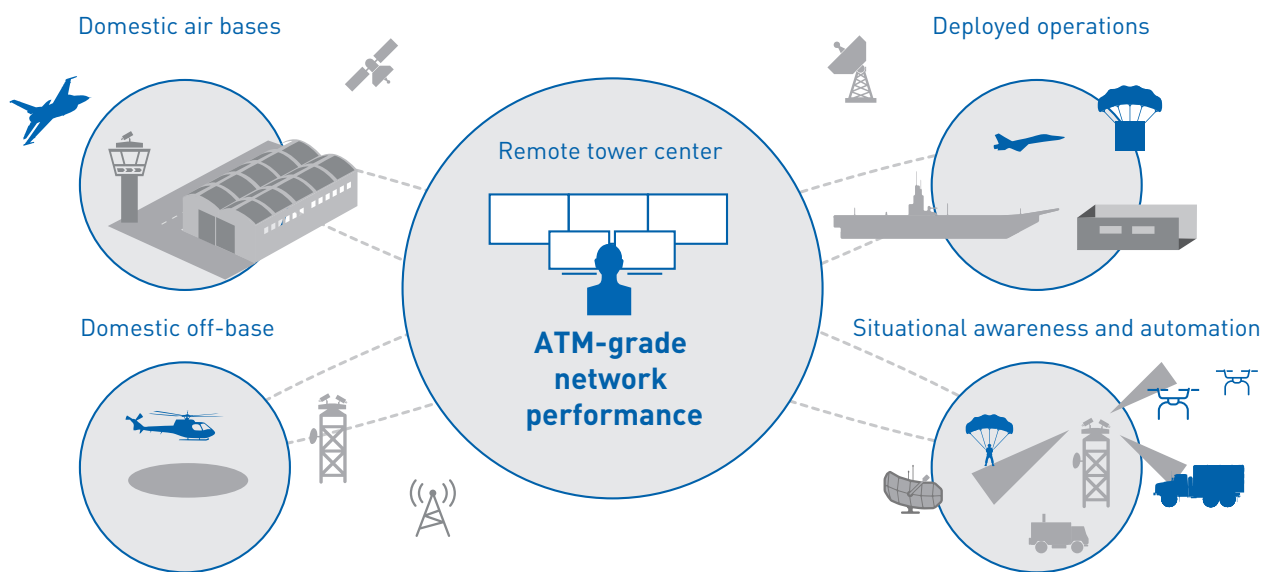 Domestic air bases
Deployed operations
Remote tower center
ATM-grade
network
performance
Domestic off-base
Situational awareness and automation